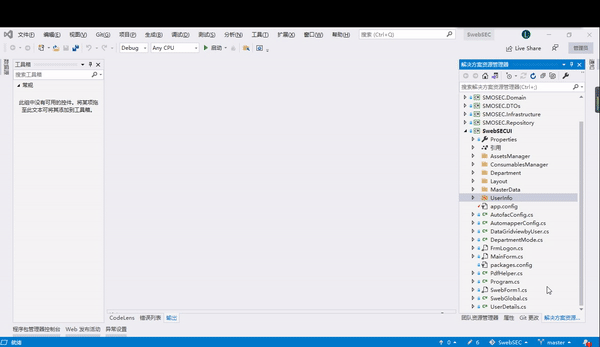 文件(F) 编辑(E) 视图(V) Git(G) 项目(P) 生成(B) 调试(D) 测试(S) 分析(N) 工具(T) 扩展(X) 窗口(W) 帮助(H) 搜索 (Ctrl+Q) SwebSEC
Debug Any CPU 启动 Live Share 管理员
工具箱
搜索工具箱
常规
此组中没有可用的控件。将某项拖
至此文本可将其添加到工具箱。
解决方案资源管理器
搜索解决方案资源管理器(Ctrl+;)
SMOSEC.Domain
SMOSEC.DTOs
SMOSEC.Infrastructure
SMOSEC.Repository
SwebSECUI
Properties
引用
AssetsManager
ConsumablesManager
Department
Layout
MasterData
UserInfo
app.config
AutofacConfig.cs
AutomapperConfig.cs
DataGridviewbyUser.cs
DepartmentMode.cs
FrmLogon.cs
MainForm.cs
packages.config
PdfHelper.cs
Program.cs
SwebForm1.cs
SwebGlobal.cs
UserDetails.cs
CodeLens 错误列表 输出
团队资源管理器 属性 Git 更改 解决方案资源...
程序包管理器控制台 Web 发布活动 异常设置
就绪 0 6 SwebSEC master